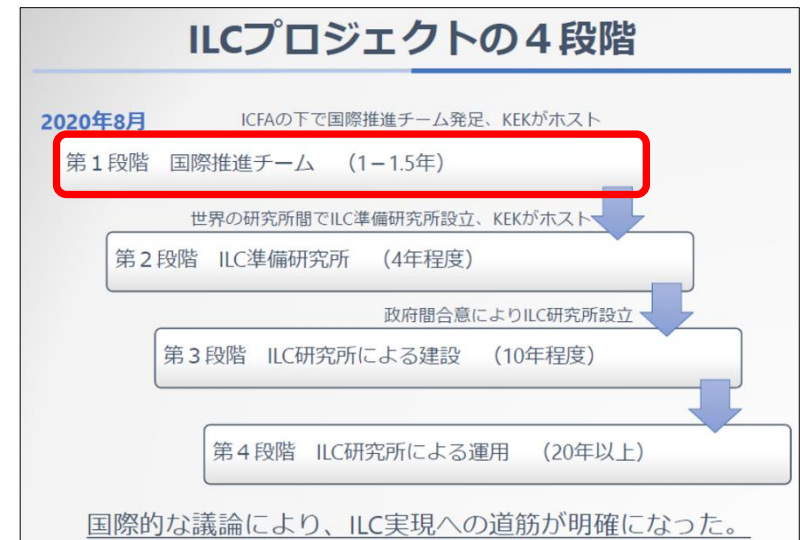 ILCプロジェクトの4段階
2020年8月 ICFAの下で国際推進チーム発足、KEKがホスト
第1段階 国際推進チーム (1-1.5年)
世界の研究所間でILC準備研究所設立、KEKがホスト
第2段階 ILC準備研究所 (4年程度)
政府間合意によりILC研究所設立
第3段階 ILC研究所による建設 (10年程度)
第4段階 ILC研究所による運用 (20年以上)
国際的な議論により、ILC実現への道筋が明確になった。